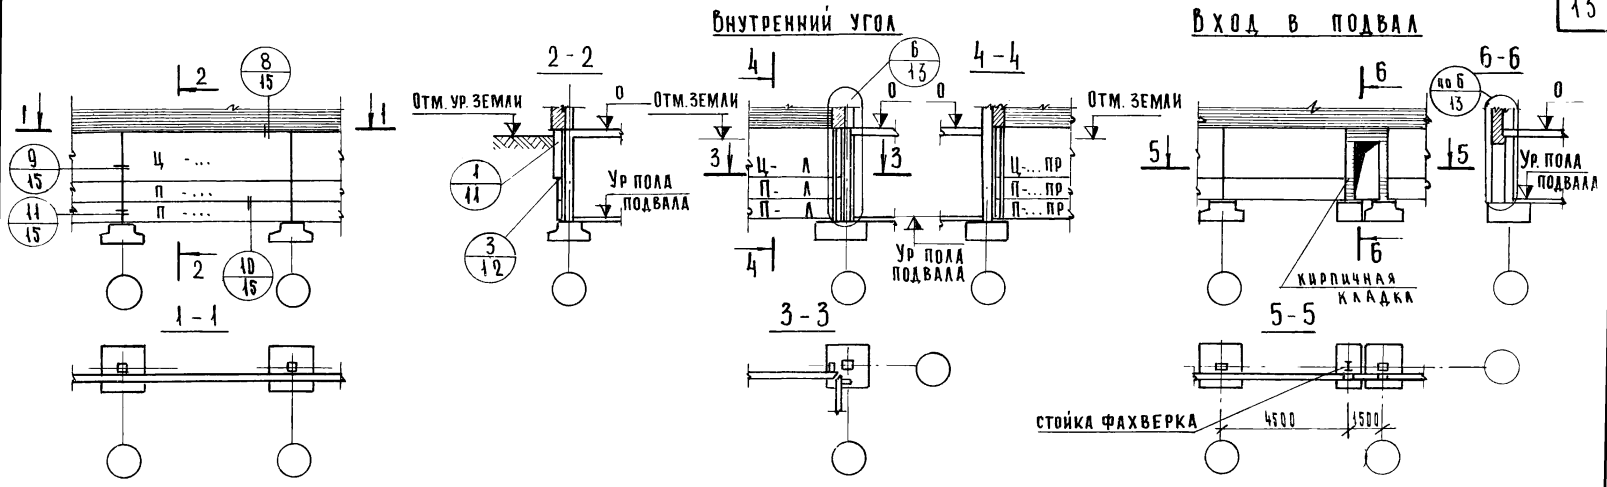 Внутренний угол
Вход в подвал
13
8
15
2
1
1
9
15
11
15
Ц -...
П -...
П -...
10
15
2
1-1
2-2
Отм. ур. земли
0
1
11
3
12
Ур пола
подвала
4
6
13
4-4
Отм. земли
0
0
Отм. земли
3
3
Ц- Л
П- Л
П- Л
Ц-... ПР
П-... ПР
П-... ПР
4
Ур пола
подвала
3-3
6
6-6
по 6
13
0
5
5
Ур. пола
подвала
6
кирпичная
кладка
5-5
стойка фахверка
4500
1500